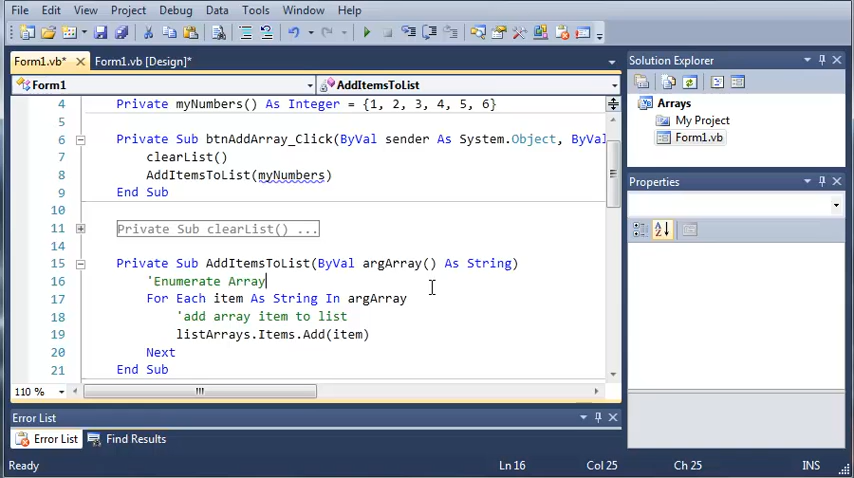 File Edit View Project Debug Data Tools Window Help
Form1.vb* Form1.vb [Design]*
Form1 AddItemsToList
4 Private myNumbers() As Integer = {1, 2, 3, 4, 5, 6}
5
6 Private Sub btnAddArray_Click(ByVal sender As System.Object, ByVal
7 clearList()
8 AddItemsToList(myNumbers)
9 End Sub
10
11 Private Sub clearList() ...
14
15 Private Sub AddItemsToList(ByVal argArray() As String)
16 'Enumerate Array
17 For Each item As String In argArray
18 'add array item to list
19 listArrays.Items.Add(item)
20 Next
21 End Sub
110 %
Error List
Error List Find Results
Ready Ln 16 Col 25 Ch 25 INS
Solution Explorer
Arrays
My Project
Form1.vb
Properties